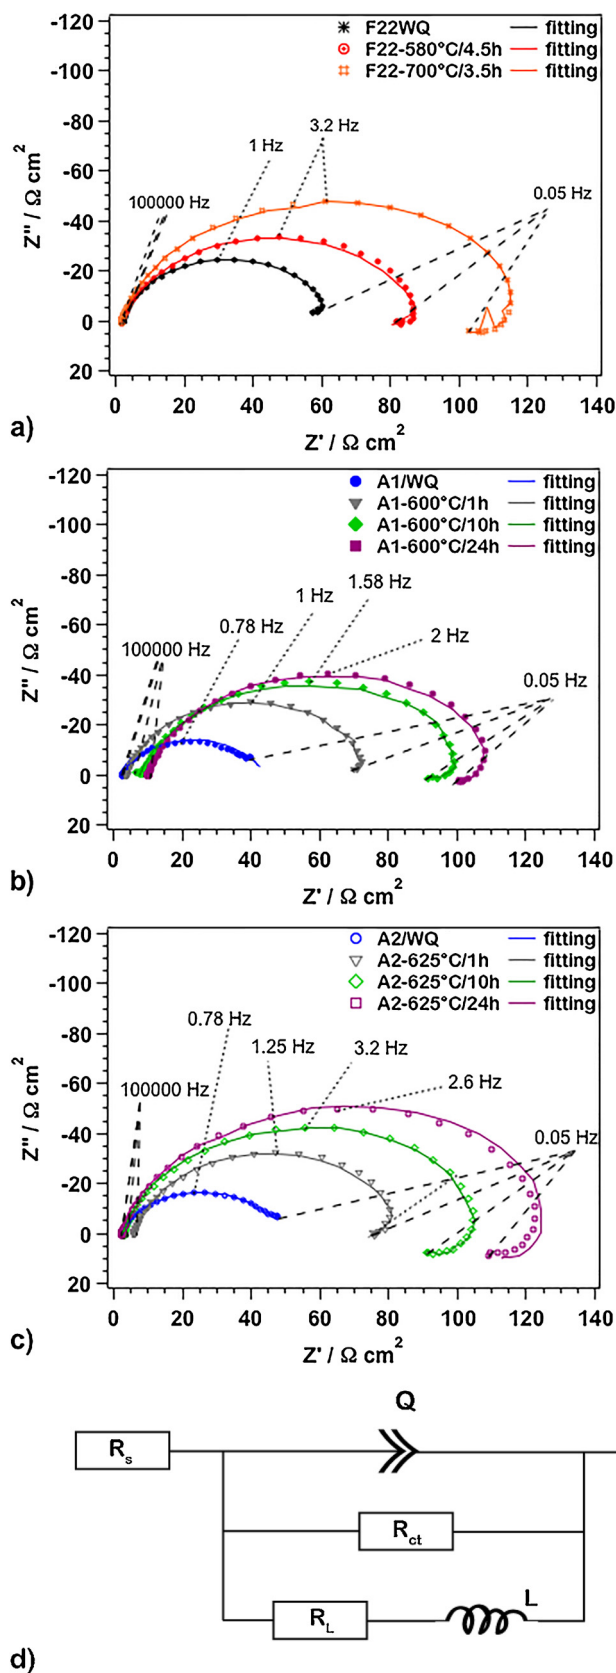 -120
-100
-80
-60
-40
-20
0
20
Z'' / Ω cm²
F22WQ fitting
F22-580°C/4.5h fitting
F22-700°C/3.5h fitting
3.2 Hz
1 Hz
100000 Hz
0.05 Hz
0 20 40 60 80 100 120 140
Z' / Ω cm²
a)
-120
-100
-80
-60
-40
-20
0
20
Z'' / Ω cm²
A1/WQ fitting
A1-600°C/1h fitting
A1-600°C/10h fitting
A1-600°C/24h fitting
1.58 Hz
1 Hz
0.78 Hz
2 Hz
100000 Hz
0.05 Hz
0 20 40 60 80 100 120 140
Z' / Ω cm²
b)
-120
-100
-80
-60
-40
-20
0
20
Z'' / Ω cm²
A2/WQ fitting
A2-625°C/1h fitting
A2-625°C/10h fitting
A2-625°C/24h fitting
0.78 Hz
1.25 Hz
3.2 Hz
2.6 Hz
100000 Hz
0.05 Hz
0 20 40 60 80 100 120 140
Z' / Ω cm²
c)
Q
Rs
Rct
RL
L
d)